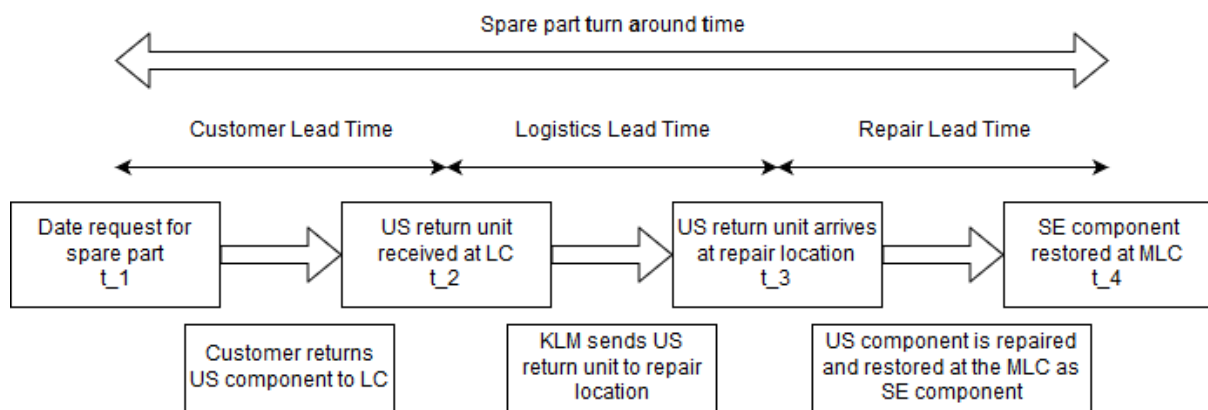 Spare part turn around time
Customer Lead Time
Logistics Lead Time
Repair Lead Time
Date request for
spare part
t_1
US return unit
received at LC
t_2
US return unit arrives
at repair location
t_3
SE component
restored at MLC
t_4
Customer returns
US component to LC
KLM sends US
return unit to repair
location
US component is repaired
and restored at the MLC as
SE component